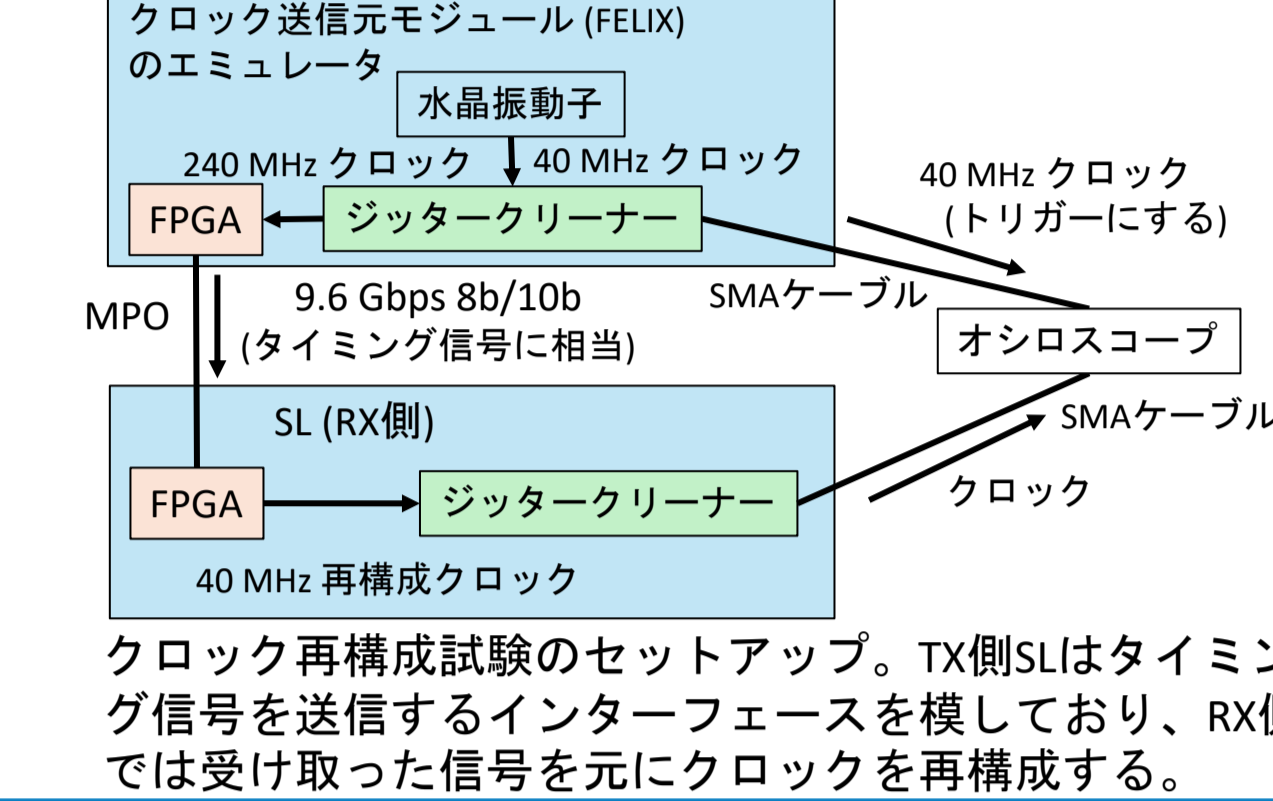 クロック送信元モジュール (FELIX)
のエミュレータ
水晶振動子
240 MHz クロック
40 MHz クロック
FPGA
ジッタークリーナー
40 MHz クロック
(トリガーにする)
MPO
9.6 Gbps 8b/10b
(タイミング信号に相当)
SMAケーブル
オシロスコープ
SL (RX側)
SMAケーブル
FPGA
ジッタークリーナー
クロック
40 MHz 再構成クロック
クロック再構成試験のセットアップ。TX側SLはタイミン
グ信号を送信するインターフェースを模しており、RX側
では受け取った信号を元にクロックを再構成する。